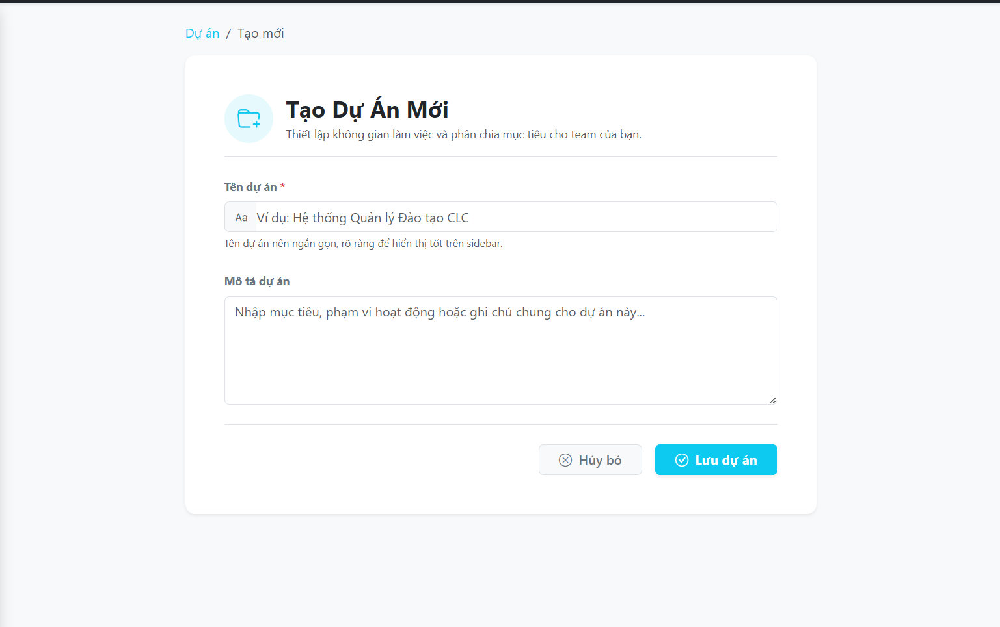 Dự án / Tạo mới
Tạo Dự Án Mới
Thiết lập không gian làm việc và phân chia mục tiêu cho team của bạn.
Tên dự án *
Aa Ví dụ: Hệ thống Quản lý Đào tạo CLC
Tên dự án nên ngắn gọn, rõ ràng để hiển thị tốt trên sidebar.
Mô tả dự án
Nhập mục tiêu, phạm vi hoạt động hoặc ghi chú chung cho dự án này...
Hủy bỏ Lưu dự án